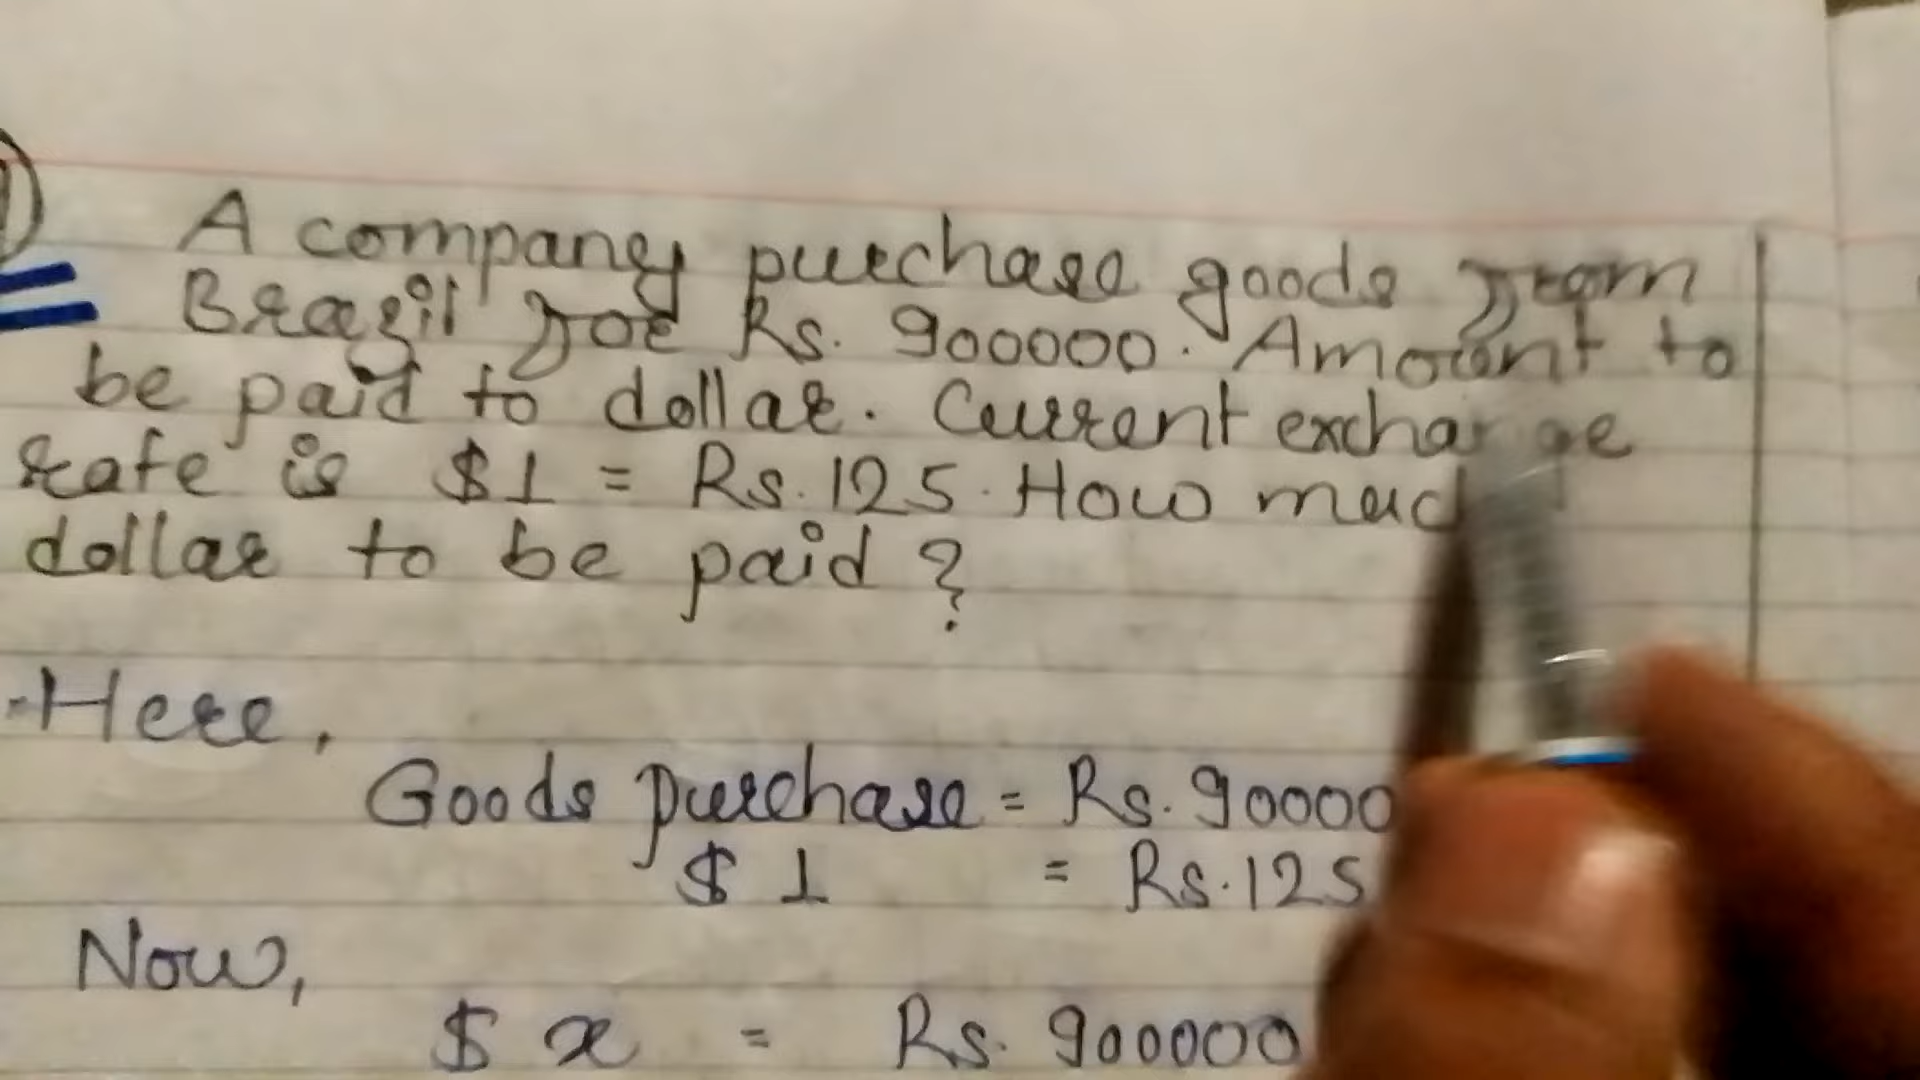 A company purchase goods from
Brazil for Rs. 900000. Amount to
be paid to dollar. Current exchange
rate is $1 = Rs. 125. How
dollar to be paid?
Here,
Goods purchase = Rs. 90000
$ 1 = Rs. 125
Now,
$ x = Rs. 900000